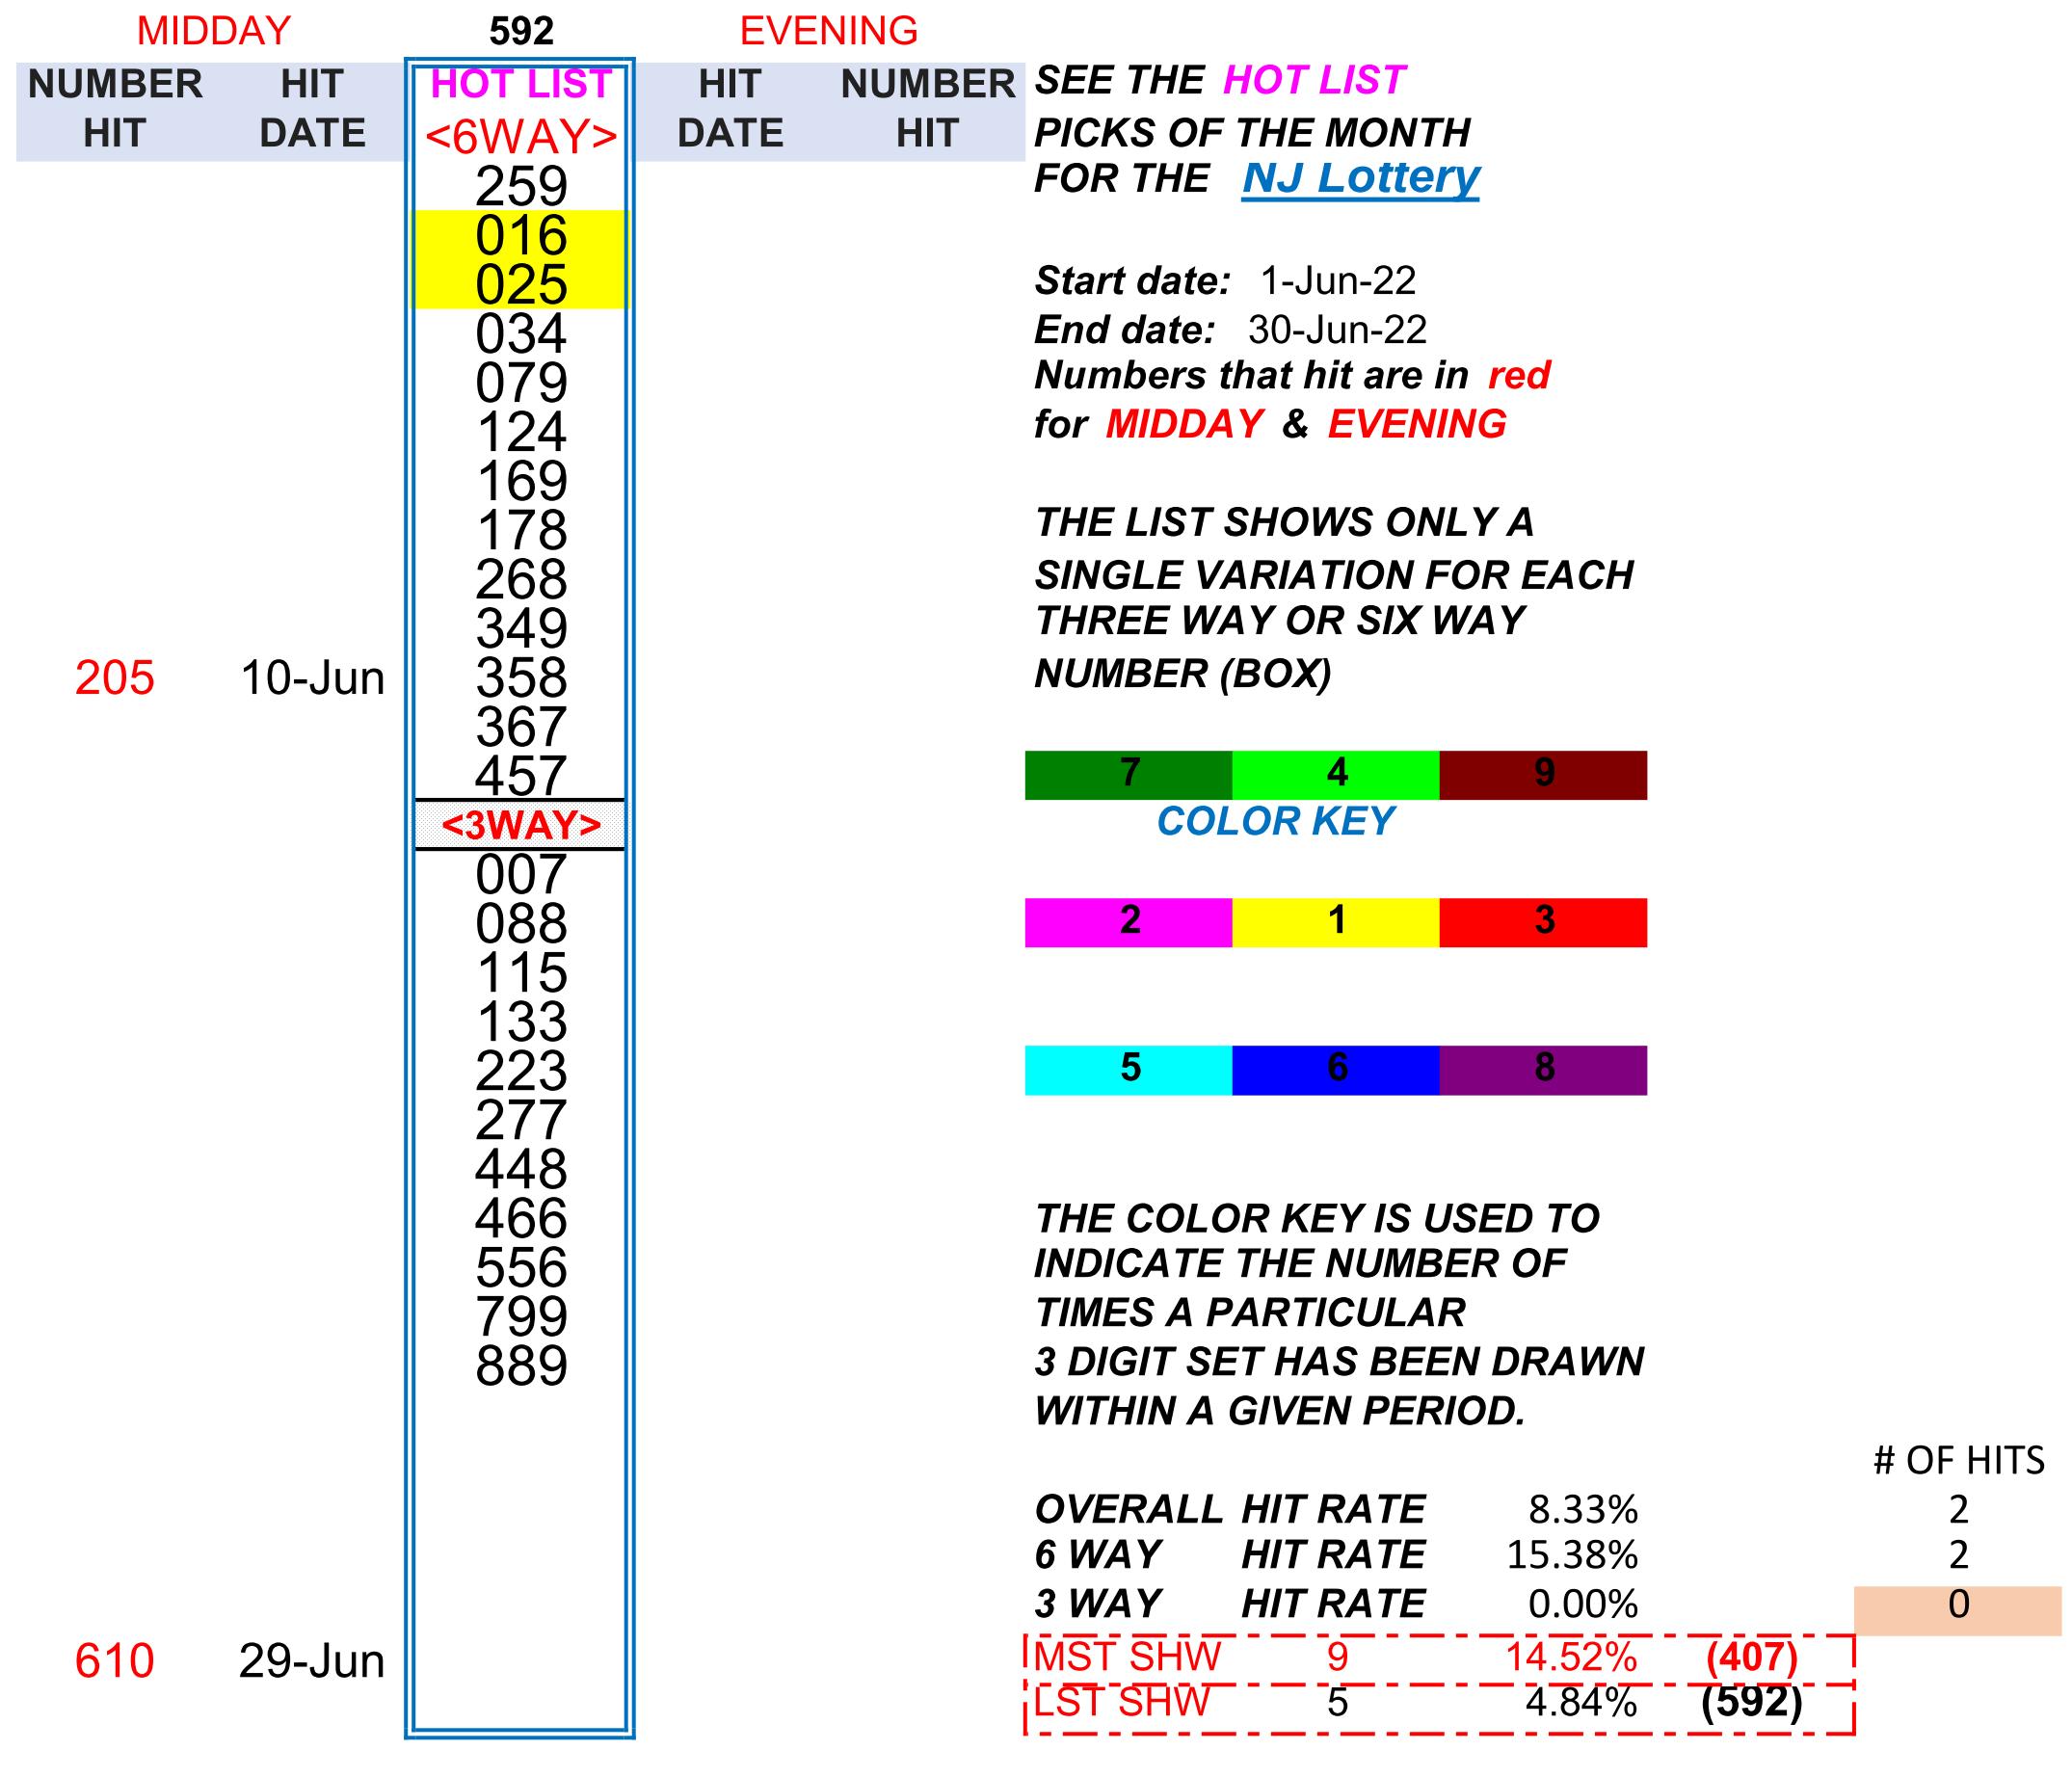 MIDDAY 592 EVENING
NUMBER HIT HOT LIST HIT NUMBER
HIT DATE <6WAY> DATE HIT
259
016
025
034
079
124
169
178
268
349
205 10-Jun 358
367
457
<3WAY>
007
088
115
133
223
277
448
466
556
799
889
610 29-Jun
SEE THE HOT LIST
PICKS OF THE MONTH
FOR THE NJ Lottery
Start date: 1-Jun-22
End date: 30-Jun-22
Numbers that hit are in red
for MIDDAY & EVENING
THE LIST SHOWS ONLY A
SINGLE VARIATION FOR EACH
THREE WAY OR SIX WAY
NUMBER (BOX)
7 4 9
COLOR KEY
2 1 3
5 6 8
THE COLOR KEY IS USED TO
INDICATE THE NUMBER OF
TIMES A PARTICULAR
3 DIGIT SET HAS BEEN DRAWN
WITHIN A GIVEN PERIOD.
# OF HITS
OVERALL HIT RATE 8.33% 2
6 WAY HIT RATE 15.38% 2
3 WAY HIT RATE 0.00% 0
MST SHW 9 14.52% (407)
LST SHW 5 4.84% (592)